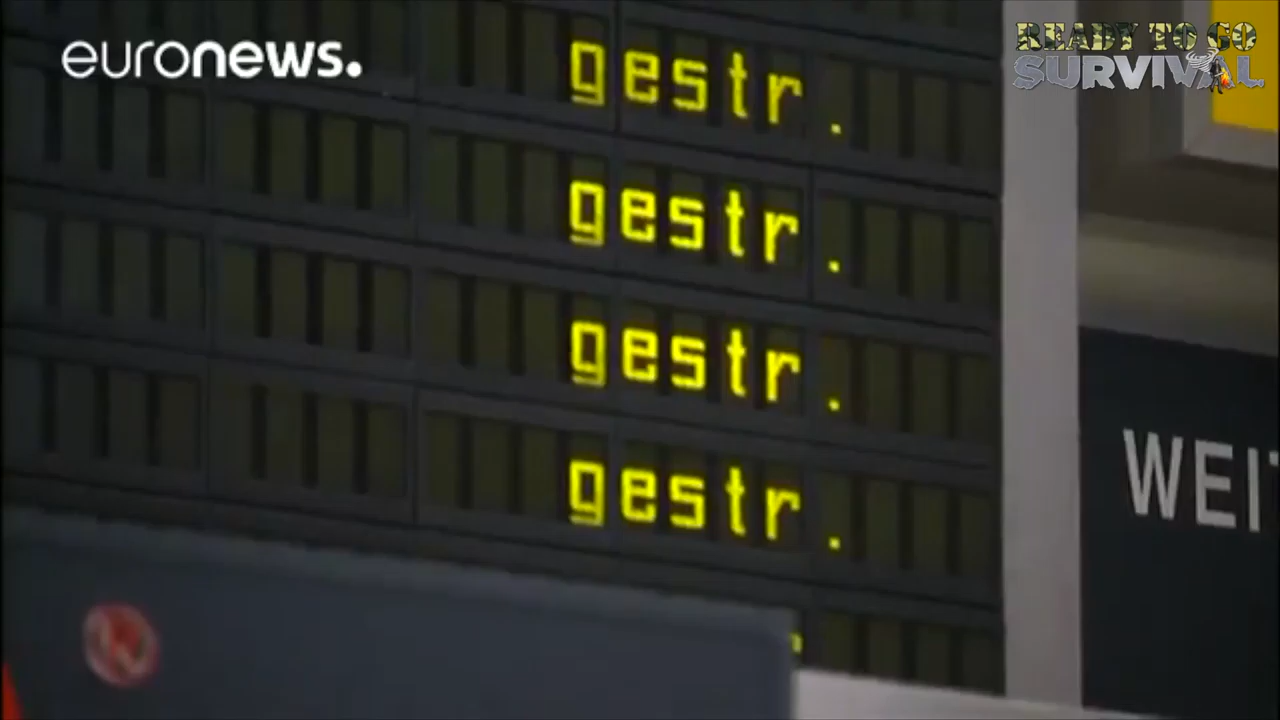 euronews.
READY TO GO
SURVIVAL
gestr.
gestr.
gestr.
gestr.
WEI